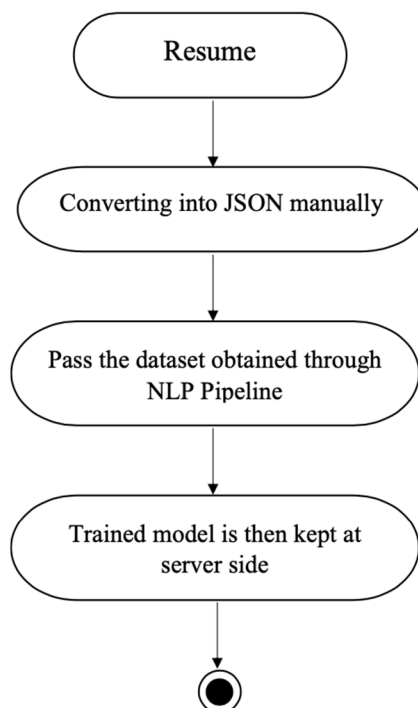 Resume
Converting into JSON manually
Pass the dataset obtained through
NLP Pipeline
Trained model is then kept at
server side